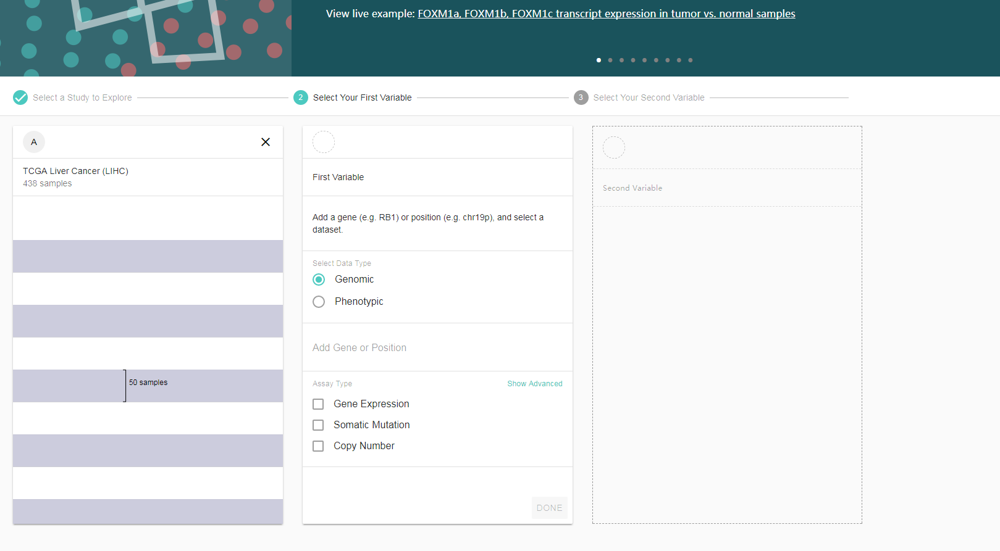 View live example: FOXM1a, FOXM1b, FOXM1c transcript expression in tumor vs. normal samples
Select a Study to Explore
2 Select Your First Variable
3 Select Your Second Variable
A
TCGA Liver Cancer (LIHC)
438 samples
50 samples
First Variable
Add a gene (e.g. RB1) or position (e.g. chr19p), and select a
dataset.
Select Data Type
Genomic
Phenotypic
Add Gene or Position
Assay Type Show Advanced
Gene Expression
Somatic Mutation
Copy Number
DONE
Second Variable